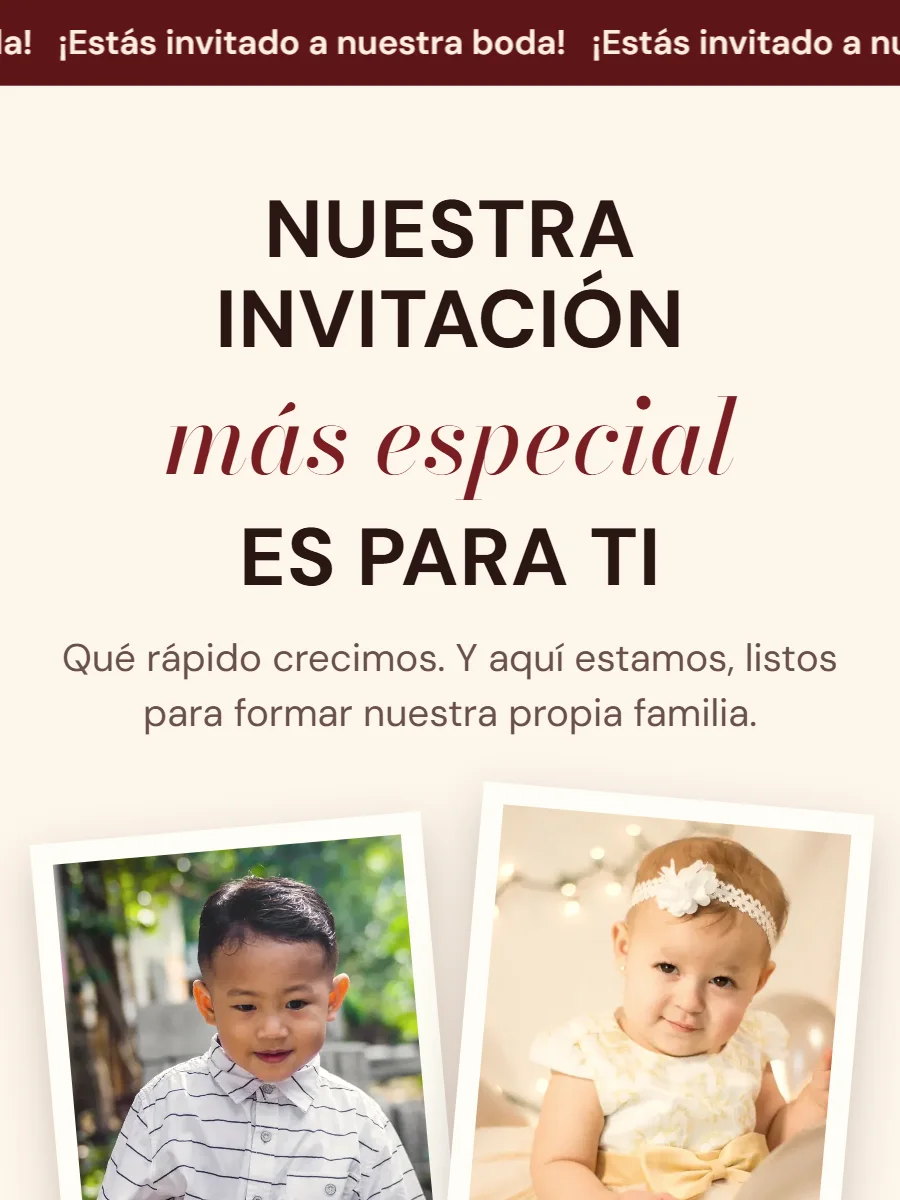 ¡Estás invitado a nuestra boda! ¡Estás invitado a
NUESTRA
INVITACIÓN
más especial
ES PARA TI
Qué rápido crecimos. Y aquí estamos, listos
para formar nuestra propia familia.